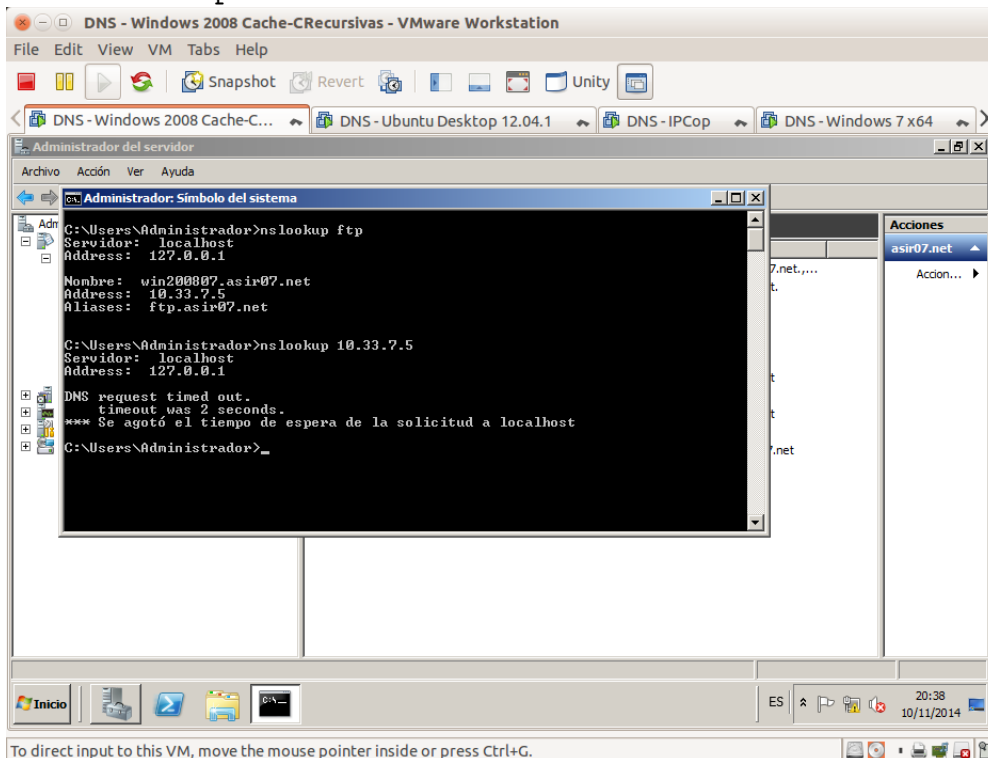 DNS - Windows 2008 Cache-CRecursivas - VMware Workstation
File Edit View VM Tabs Help
Snapshot Revert Unity
DNS - Windows 2008 Cache-C... DNS - Ubuntu Desktop 12.04.1 DNS - IPCop DNS - Windows 7 x64
Administrador del servidor
Archivo Acción Ver Ayuda
Administrador: Símbolo del sistema
C:\Users\Administrador>nslookup ftp
Servidor: localhost
Address: 127.0.0.1
Nombre: win200807.asir07.net
Address: 10.33.7.5
Aliases: ftp.asir07.net
C:\Users\Administrador>nslookup 10.33.7.5
Servidor: localhost
Address: 127.0.0.1
DNS request timed out.
timeout was 2 seconds.
*** Se agotó el tiempo de espera de la solicitud a localhost
C:\Users\Administrador>_
7.net.,...
t.
t
t
7.net
Acciones
asir07.net
Accion...
Inicio
ES
20:38
10/11/2014
To direct input to this VM, move the mouse pointer inside or press Ctrl+G.